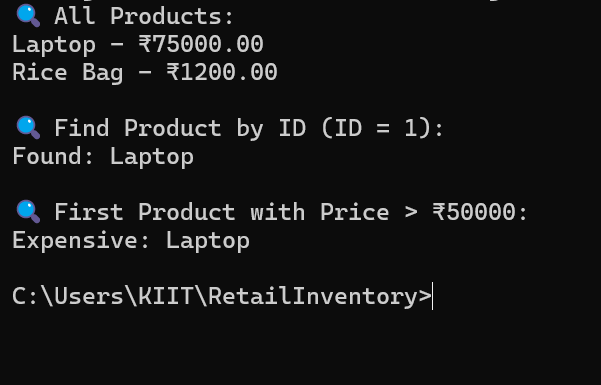 🔍 All Products:
Laptop - ₹75000.00
Rice Bag - ₹1200.00
🔍 Find Product by ID (ID = 1):
Found: Laptop
🔍 First Product with Price > ₹50000:
Expensive: Laptop
C:\Users\KIIT\RetailInventory>